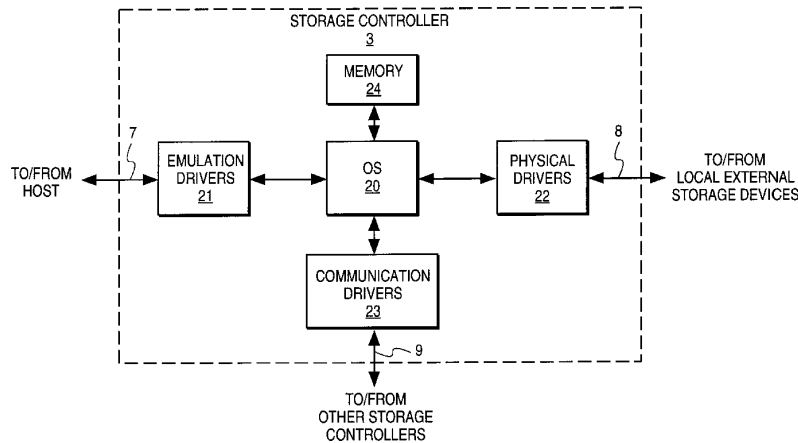 STORAGE CONTROLLER
3
MEMORY
24
7
TO/FROM
HOST
EMULATION
DRIVERS
21
OS
20
PHYSICAL
DRIVERS
22
8
TO/FROM
LOCAL EXTERNAL
STORAGE DEVICES
COMMUNICATION
DRIVERS
23
9
TO/FROM
OTHER STORAGE
CONTROLLERS